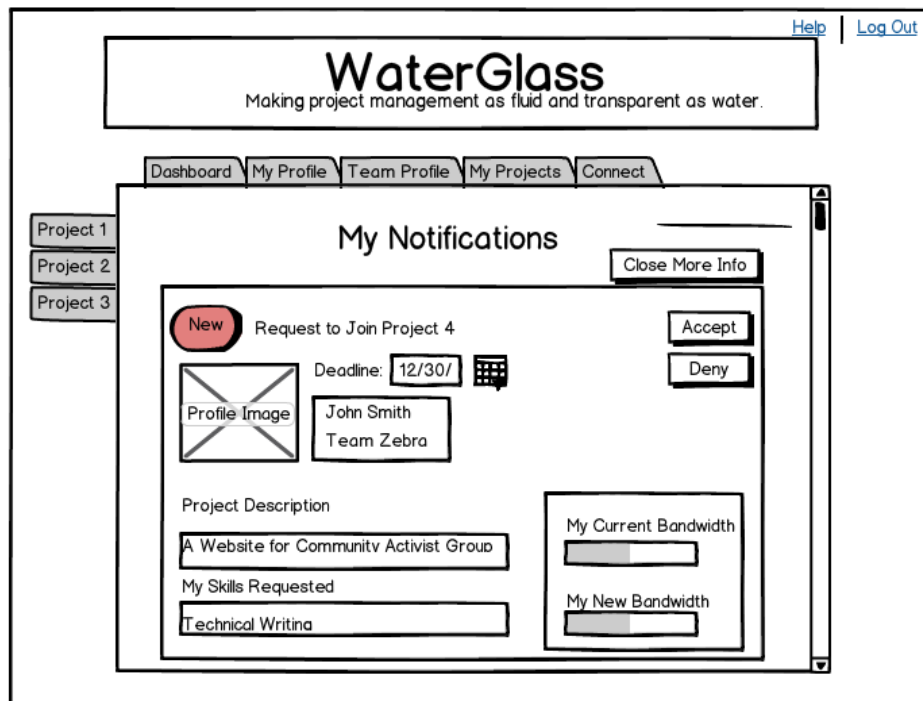 Help Log Out
WaterGlass
Making project management as fluid and transparent as water.
Dashboard My Profile Team Profile My Projects Connect
Project 1
Project 2
Project 3
My Notifications
Close More Info
New Request to Join Project 4
Accept
Deny
Deadline: 12/30/
Profile Image
John Smith
Team Zebra
Project Description
A Website for Community Activist Group
My Skills Requested
Technical Writing
My Current Bandwidth
My New Bandwidth